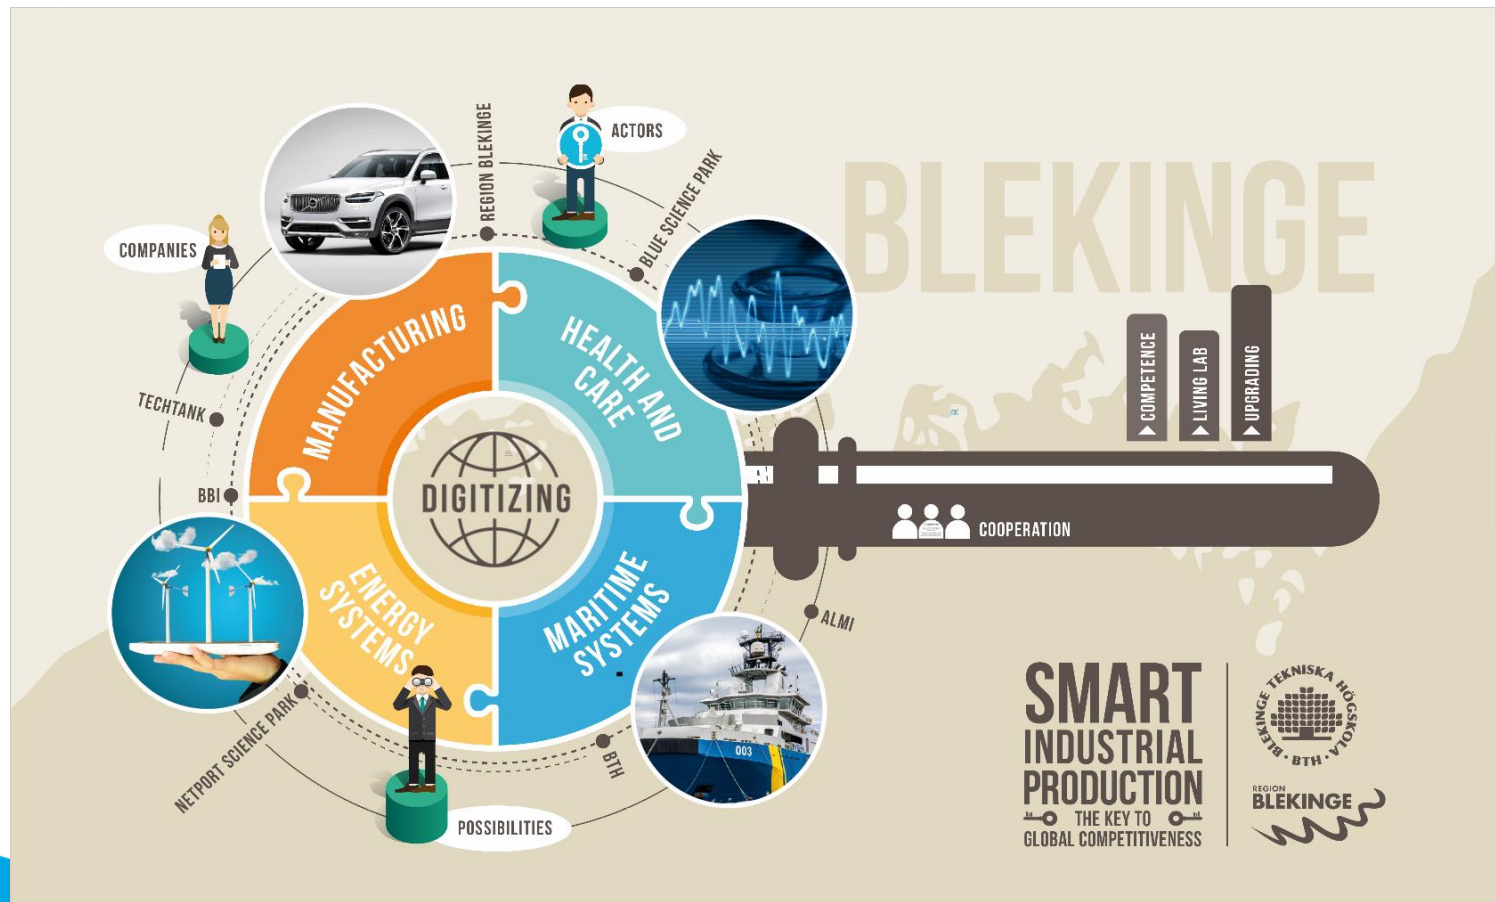 BLEKINGE
ACTORS
REGION BLEKINGE
BLUE SCIENCE PARK
COMPANIES
MANUFACTURING
HEALTH AND
CARE
TECHTANK
BBI
DIGITIZING
COMPETENCE
LIVING LAB
UPGRADING
COOPERATION
ENERGY
SYSTEMS
MARITIME
SYSTEMS
ALMI
003
NETPORT SCIENCE PARK
BTH
POSSIBILITIES
SMART
INDUSTRIAL
PRODUCTION
THE KEY TO
GLOBAL COMPETITIVENESS
BLEKINGE TEKNISKA HÖGSKOLA
· BTH ·
REGION
BLEKINGE